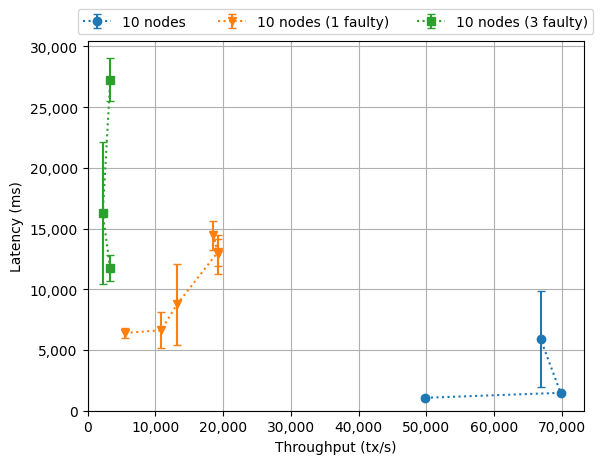 10 nodes 10 nodes (1 faulty) 10 nodes (3 faulty)
30,000
25,000
20,000
15,000
10,000
5,000
0
Latency (ms)
0 10,000 20,000 30,000 40,000 50,000 60,000 70,000
Throughput (tx/s)